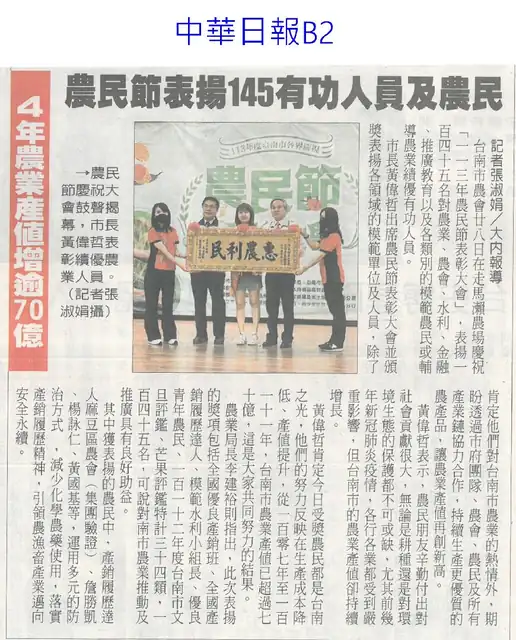 中華日報B2
農民節表揚145有功人員及農民
4年農業產值增逾70億
農民節
惠農利民
→農民節慶祝大
會鼓聲揭幕，市長
黃偉哲表彰績優農
業人員。
（記者張淑娟攝）
記者張淑娟／大內報導
台南市農會廿八日在走馬瀨農場慶祝
「一一三年農民節表彰大會」，表揚一
百四十五名對農業、農會、水利、金融
、推廣教育以及各類別的模範農民或輔
導農業績優有功人員。
市長黃偉哲出席農民節表彰大會並頒
獎表揚各領域的模範單位及人員，除了
肯定他們對台南市農業的熱情外，期
盼透過市府團隊、農會、農民及所有
產業鏈協力合作，持續生產更優質的
農產品，讓農業產值再創新高。
黃偉哲表示，農民朋友辛勤付出對
社會貢獻很大，無論是耕種還是對環
境生態的保護都不可或缺，尤其前幾
年新冠肺炎疫情，各行各業都受到嚴
重影響，但台南市的農業產值卻持續
增長。
黃偉哲肯定今日受獎農民都是台南
之光，他們的努力反映在生產成本降
低、產值提升，從一百零七年至一百
一十一年，台南市農業產值已超過七
十億，這是大家共同努力的結果。
農業局長李建裕則指出，此次表揚
的獎項包括全國優良產銷班、全國產
銷履歷達人、模範水利小組長、優良
青年農民、一百一十二年度台南市文
旦評鑑、芒果評鑑特計三十四類，一
百四十五名，可說對南市農業推動及
推廣具有良好助益。
其中獲表揚的農民中，產銷履歷達
人麻豆區農會（集團驗證）、詹勝凱
、楊詠仁、黃國基等，運用多元的防
治方式，減少化學農藥使用，落實
產銷履歷精神，引領農漁畜產業邁向
安全永續。